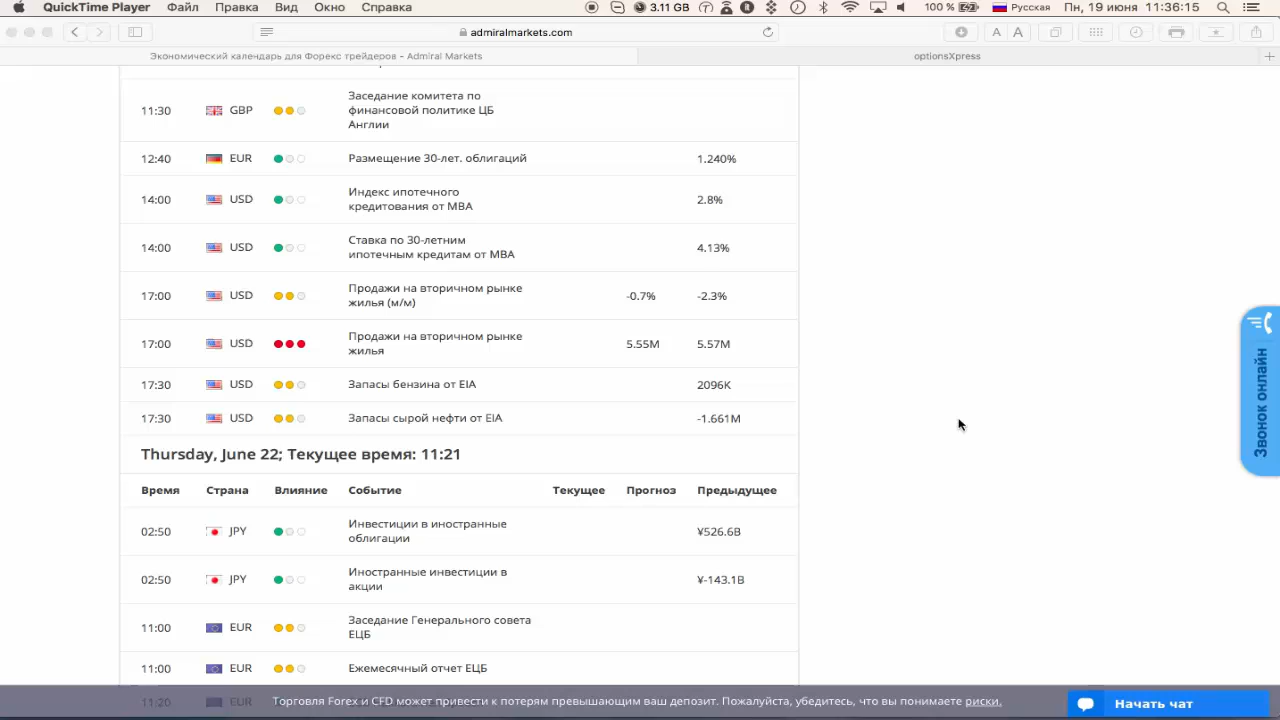 QuickTime Player Файл Правка Вид Окно Справка 3.11 GB 100 % Русская Пн, 19 июня 11:36:15
admiralmarkets.com A A
Экономический календарь для Форекс трейдеров - Admiral Markets optionsXpress
11:30 GBP Заседание комитета по
финансовой политике ЦБ
Англии
12:40 EUR Размещение 30-лет. облигаций 1.240%
14:00 USD Индекс ипотечного
кредитования от MBA 2.8%
14:00 USD Ставка по 30-летним
ипотечным кредитам от MBA 4.13%
17:00 USD Продажи на вторичном рынке
жилья (м/м) -0.7% -2.3%
17:00 USD Продажи на вторичном рынке
жилья 5.55M 5.57M
17:30 USD Запасы бензина от EIA 2096K
17:30 USD Запасы сырой нефти от EIA -1.661M
Thursday, June 22; Текущее время: 11:21
Время Страна Влияние Событие Текущее Прогноз Предыдущее
02:50 JPY Инвестиции в иностранные
облигации ¥526.6B
02:50 JPY Иностранные инвестиции в
акции ¥-143.1B
11:00 EUR Заседание Генерального совета
ЕЦБ
11:00 EUR Ежемесячный отчет ЕЦБ
11:20 EUR
Торговля Forex и CFD может привести к потерям превышающим ваш депозит. Пожалуйста, убедитесь, что вы понимаете риски.
Начать чат
Звонок онлайн